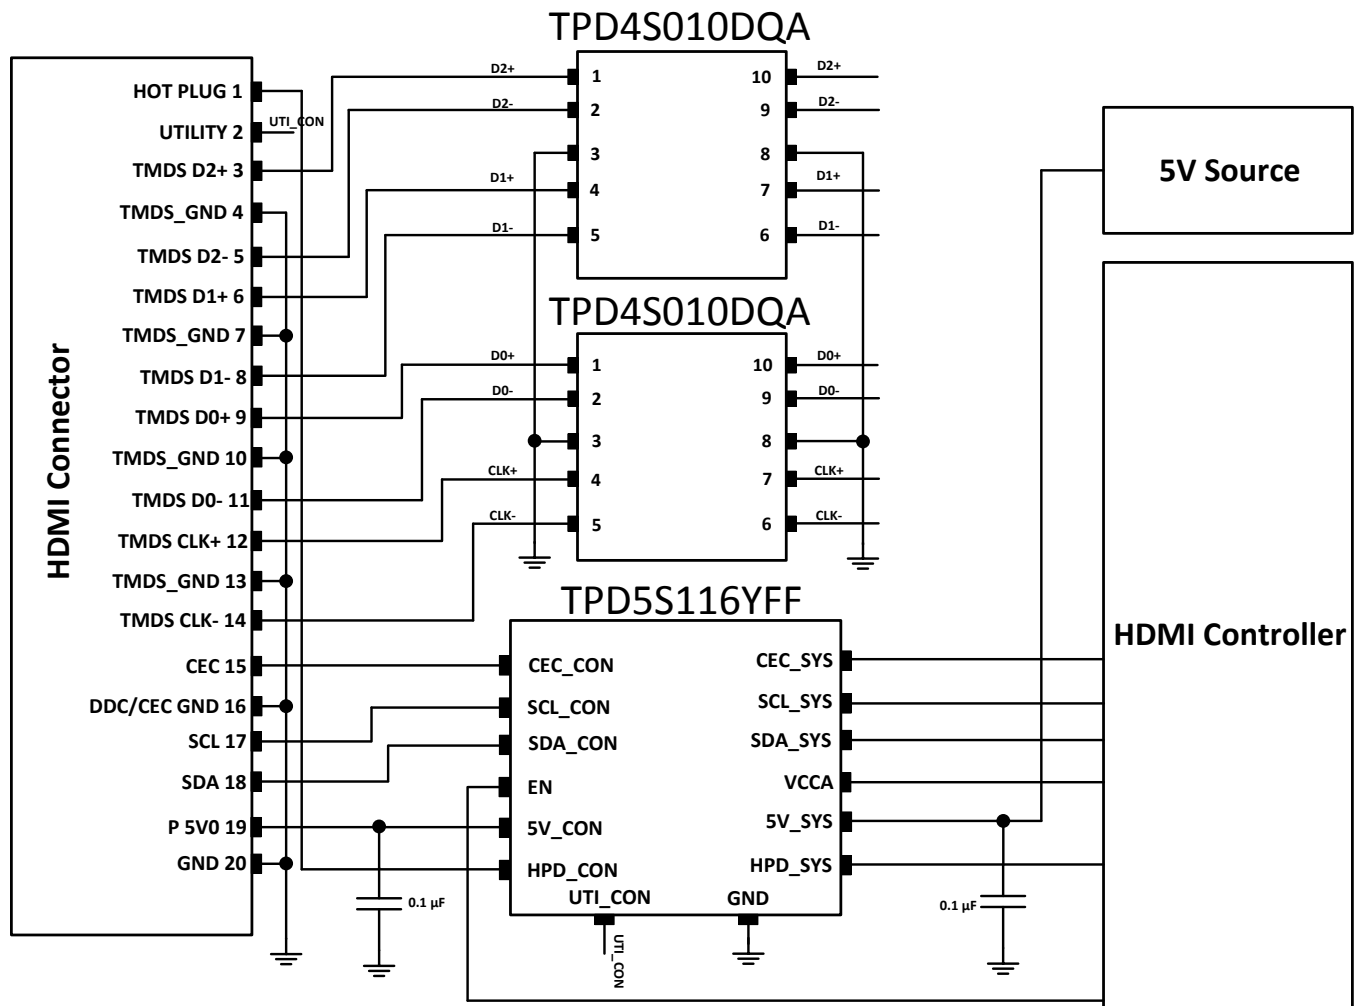 TPD4S010DQA
HDMI Connector
HOT PLUG 1
UTILITY 2
UTI_CON
TMDS D2+ 3
TMDS_GND 4
TMDS D2- 5
TMDS D1+ 6
TMDS_GND 7
TMDS D1- 8
TMDS D0+ 9
TMDS_GND 10
TMDS D0- 11
TMDS CLK+ 12
TMDS_GND 13
TMDS CLK- 14
CEC 15
DDC/CEC GND 16
SCL 17
SDA 18
P 5V0 19
GND 20
D2+ 1 10 D2+
D2- 2 9 D2-
3 8
D1+ 4 7 D1+
D1- 5 6 D1-
TPD4S010DQA
D0+ 1 10 D0+
D0- 2 9 D0-
3 8
CLK+ 4 7 CLK+
CLK- 5 6 CLK-
TPD5S116YFF
CEC_CON CEC_SYS
SCL_CON SCL_SYS
SDA_CON SDA_SYS
EN VCCA
5V_CON 5V_SYS
HPD_CON HPD_SYS
UTI_CON GND
UTI_CON
0.1 µF
0.1 µF
5V Source
HDMI Controller